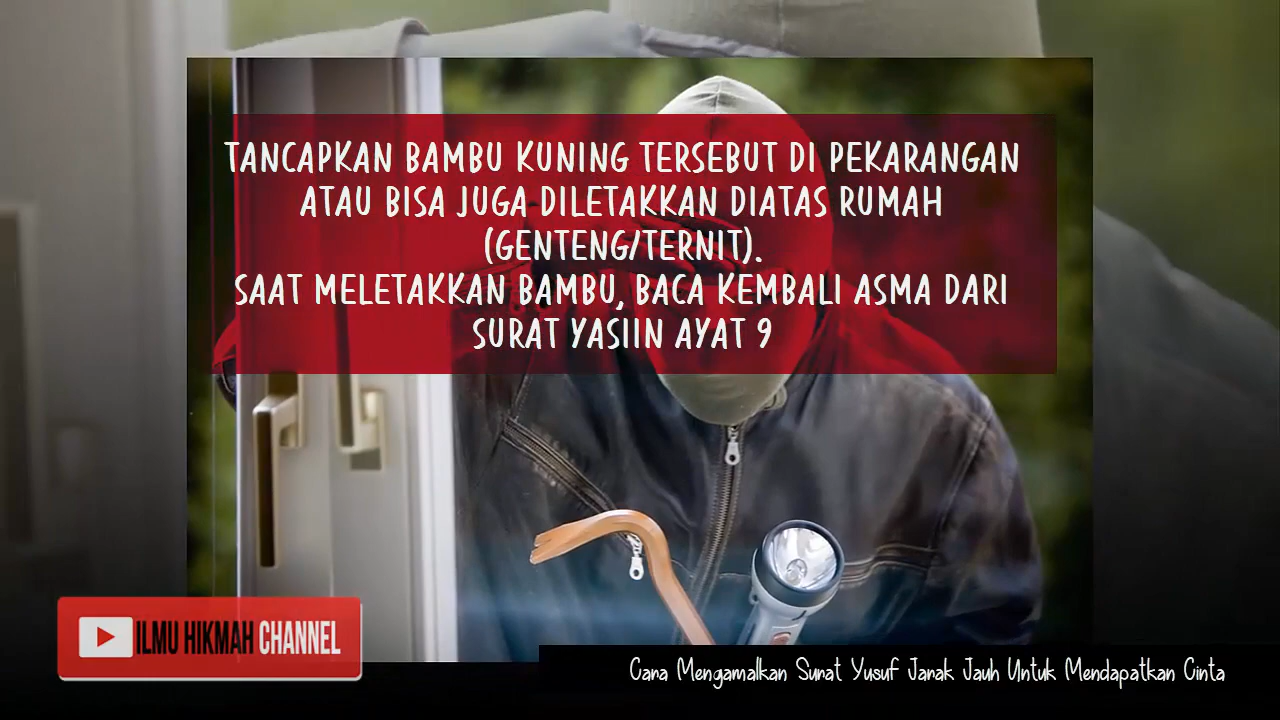 TANCAPKAN BAMBU KUNING TERSEBUT DI PEKARANGAN
ATAU BISA JUGA DILETAKKAN DIATAS RUMAH
(GENTENG/TERNIT).
SAAT MELETAKKAN BAMBU, BACA KEMBALI ASMA DARI
SURAT YASIIN AYAT 9
ILMU HIKMAH CHANNEL
Cara Mengamalkan Surat Yusuf Jarak Jauh Untuk Mendapatkan Cinta